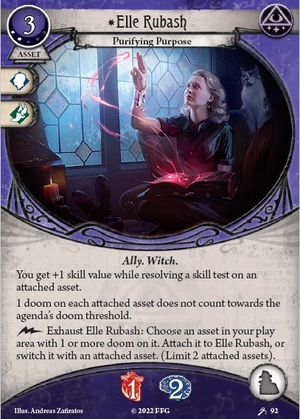 3
*Elle Rubash
ASSET
Purifying Purpose
Ally. Witch.
You get +1 skill value while resolving a skill test on an
attached asset.
1 doom on each attached asset does not count towards the
agenda's doom threshold.
Exhaust Elle Rubash: Choose an asset in your play
area with 1 or more doom on it. Attach it to Elle Rubash, or
switch it with an attached asset. (Limit 2 attached assets).
1 2
Illus. Andreas Zafiratos © 2022 FFG 92